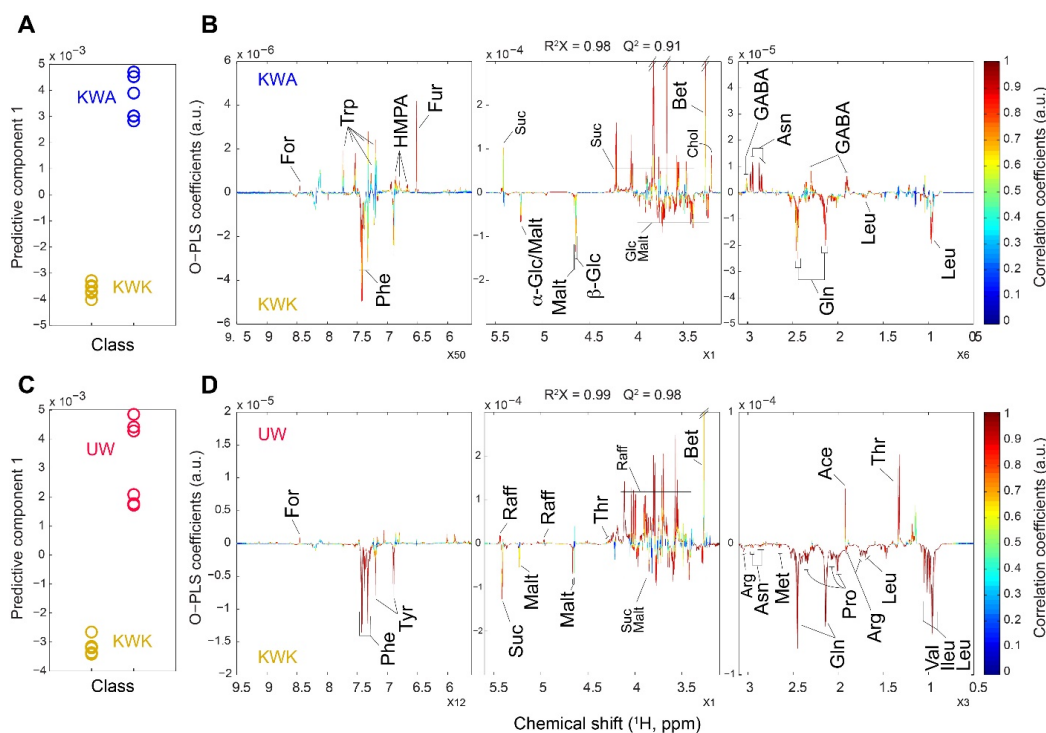 A
B
x 10⁻³
5
4
3
2
1
0
−1
−2
−3
−4
−5
Predictive component 1
KWA
KWK
Class
R²X = 0.98 Q² = 0.91
x 10⁻⁶
6
4
2
0
−2
−4
−6
O−PLS coefficients (a.u.)
KWA
For
Trp
HMPA
Fur
Phe
KWK
9. 9 8.5 8 7.5 7 6.5 6
X50
x 10⁻⁴
2
1
0
−1
−2
Suc
Suc
Bet
Chol
α-Glc/Malt
Malt
β-Glc
Glc
Malt
5.5 5 4.5 4 3.5
X1
x 10⁻⁵
5
4
3
2
1
0
−1
−2
−3
−4
−5
GABA
Asn
GABA
Leu
Gln
Leu
3 2.5 2 1.5 1 05
X6
1
0.9
0.8
0.7
0.6
0.5
0.4
0.3
0.2
0.1
0
Correlation coefficients (a.u.)
C
D
x 10⁻³
5
4
3
2
1
0
−1
−2
−3
−4
Predictive component 1
UW
KWK
Class
R²X = 0.99 Q² = 0.98
x 10⁻⁵
2
1.5
1
0.5
0
−0.5
−1
−1.5
−2
O−PLS coefficients (a.u.)
UW
For
Tyr
Phe
KWK
9.5 9 8.5 8 7.5 7 6.5 6
X12
x 10⁻⁴
2
1
0
−1
−2
Raff
Raff
Thr
Raff
Bet
Malt
Suc
Malt
Suc
Malt
5.5 5 4.5 4 3.5
X1
x 10⁻⁴
1
0
−1
Ace
Thr
Arg
Asn
Met
Gln
Pro
Arg
Leu
Val
Ileu
Leu
3 2.5 2 1.5 1 0.5
X3
1
0.9
0.8
0.7
0.6
0.5
0.4
0.3
0.2
0.1
0
Correlation coefficients (a.u.)
Chemical shift (¹H, ppm)